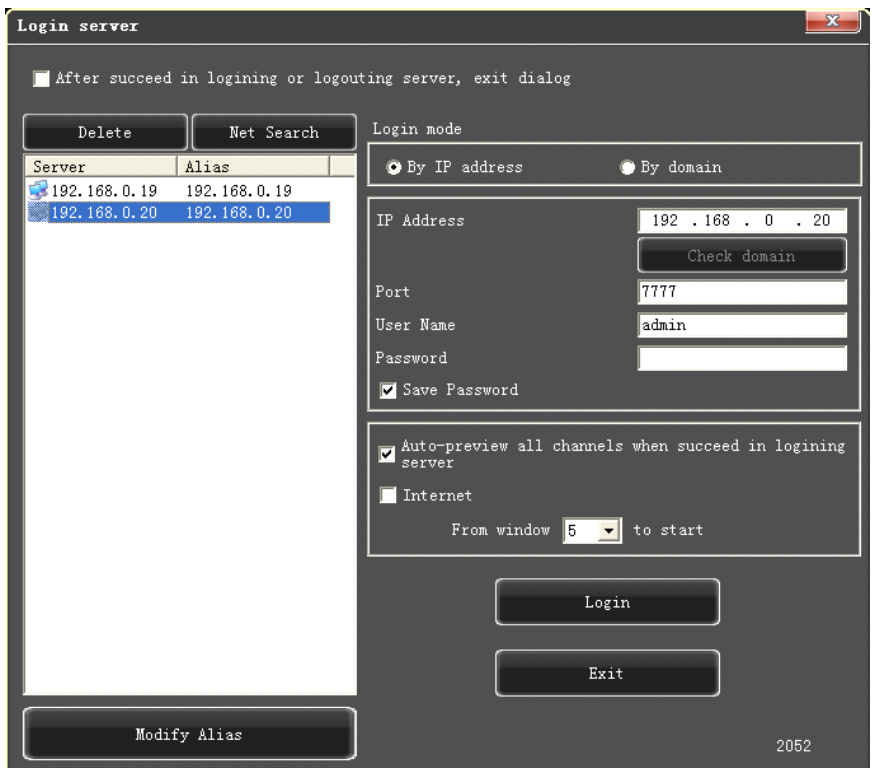 Login server
After succeed in logining or logouting server, exit dialog
Delete
Net Search
Server
Alias
192.168.0.19
192.168.0.19
192.168.0.20
192.168.0.20
Modify Alias
Login mode
By IP address
By domain
IP Address
192 .168 . 0 . 20
Check domain
Port
7777
User Name
admin
Password
Save Password
Auto-preview all channels when succeed in logining
server
Internet
From window 5 to start
Login
Exit
2052